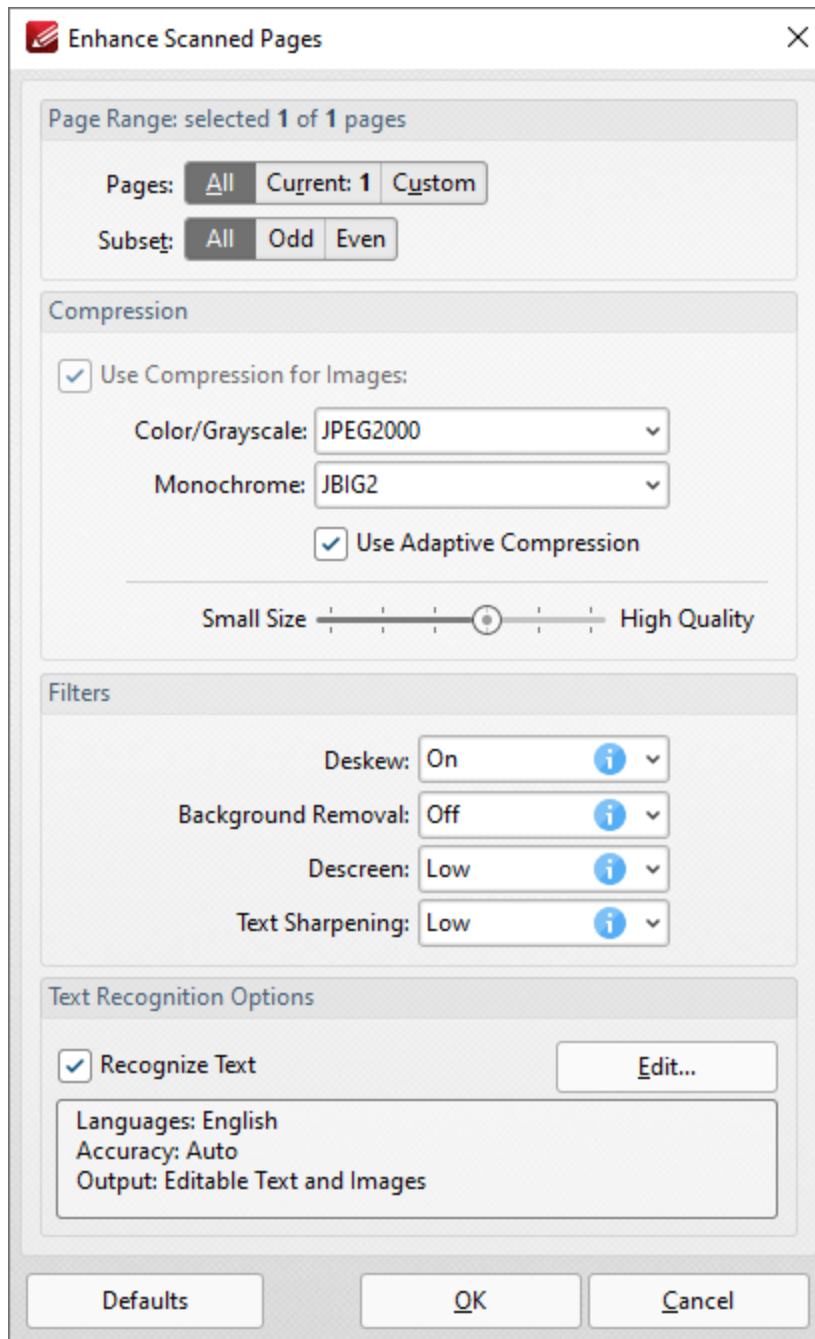 Enhance Scanned Pages
Page Range: selected 1 of 1 pages
Pages: All Current: 1 Custom
Subset: All Odd Even
Compression
Use Compression for Images:
Color/Grayscale: JPEG2000
Monochrome: JBIG2
Use Adaptive Compression
Small Size High Quality
Filters
Deskew: On
Background Removal: Off
Descreen: Low
Text Sharpening: Low
Text Recognition Options
Recognize Text Edit...
Languages: English
Accuracy: Auto
Output: Editable Text and Images
Defaults OK Cancel